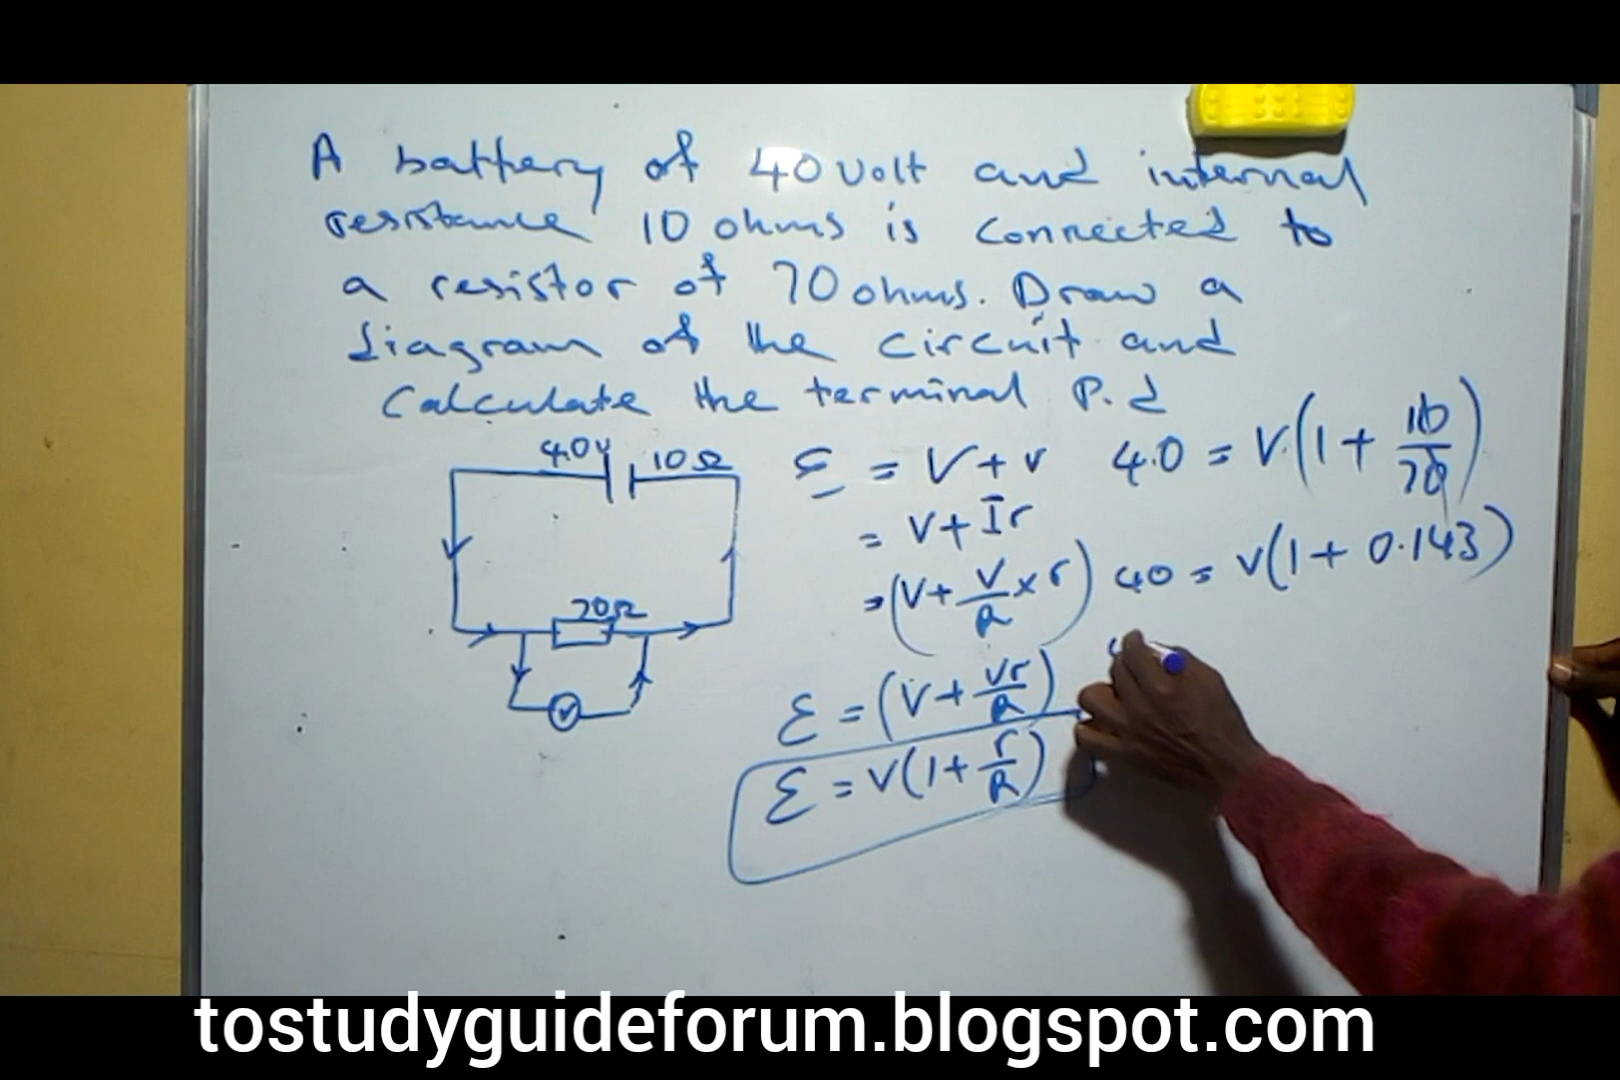 A battery of 40 volt and internal
resistance 10 ohms is connected to
a resistor of 70 ohms. Draw a
diagram of the circuit and
Calculate the terminal P.d
40V 10Ω
70Ω
V
Ɛ = V + v
= V + Ir
= (V + V/R × r)
Ɛ = (V + Vr/R)
Ɛ = V(1 + r/R)
40 = V(1 + 10/70)
40 = V(1 + 0.143)
tostudyguideforum.blogspot.com